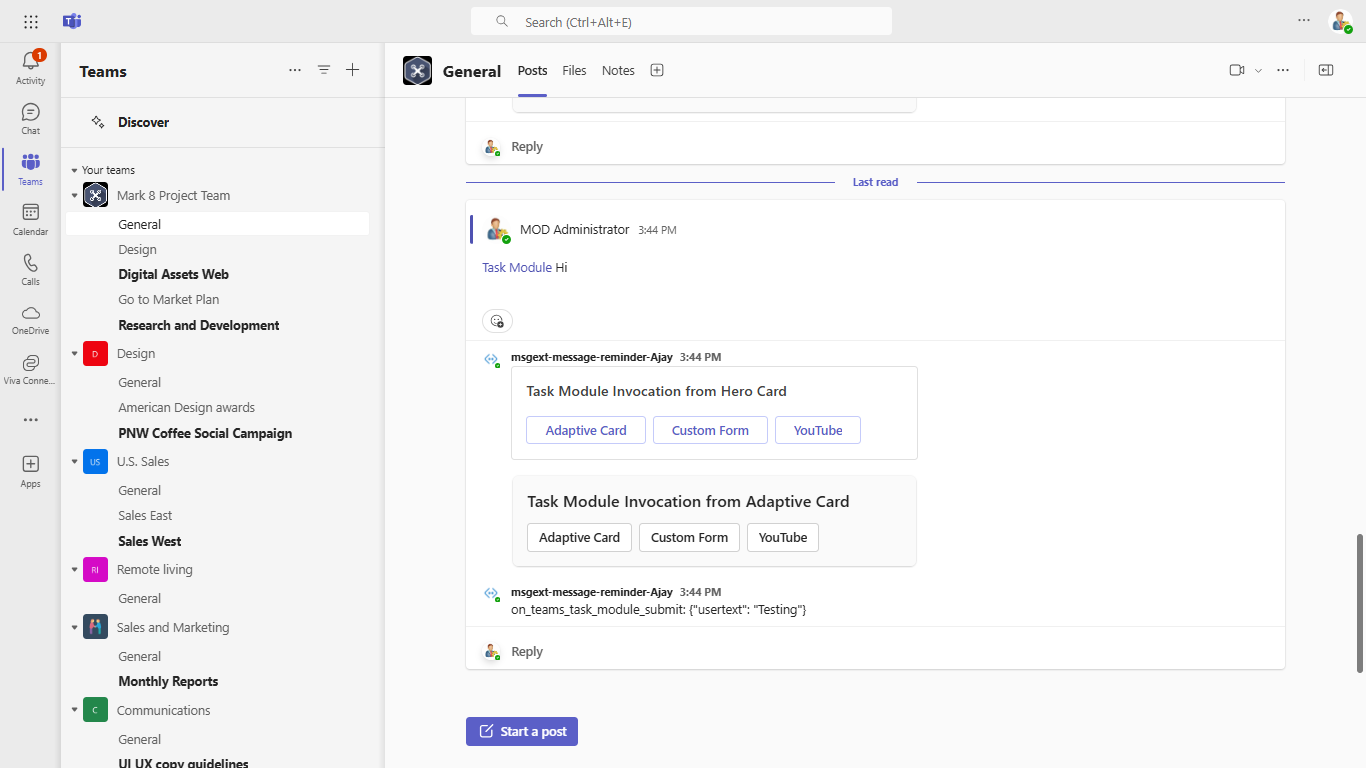 Search (Ctrl+Alt+E)
1
Activity
Chat
Teams
Calendar
Calls
OneDrive
Viva Conne...
Apps
Teams
Discover
Your teams
Mark 8 Project Team
General
Design
Digital Assets Web
Go to Market Plan
Research and Development
D
Design
General
American Design awards
PNW Coffee Social Campaign
US
U.S. Sales
General
Sales East
Sales West
Rl
Remote living
General
Sales and Marketing
General
Monthly Reports
C
Communications
General
UI UX copy guidelines
General
Posts
Files
Notes
Reply
Last read
MOD Administrator 3:44 PM
Task Module Hi
msgext-message-reminder-Ajay 3:44 PM
Task Module Invocation from Hero Card
Adaptive Card
Custom Form
YouTube
Task Module Invocation from Adaptive Card
Adaptive Card
Custom Form
YouTube
msgext-message-reminder-Ajay 3:44 PM
on_teams_task_module_submit: {"usertext": "Testing"}
Reply
Start a post